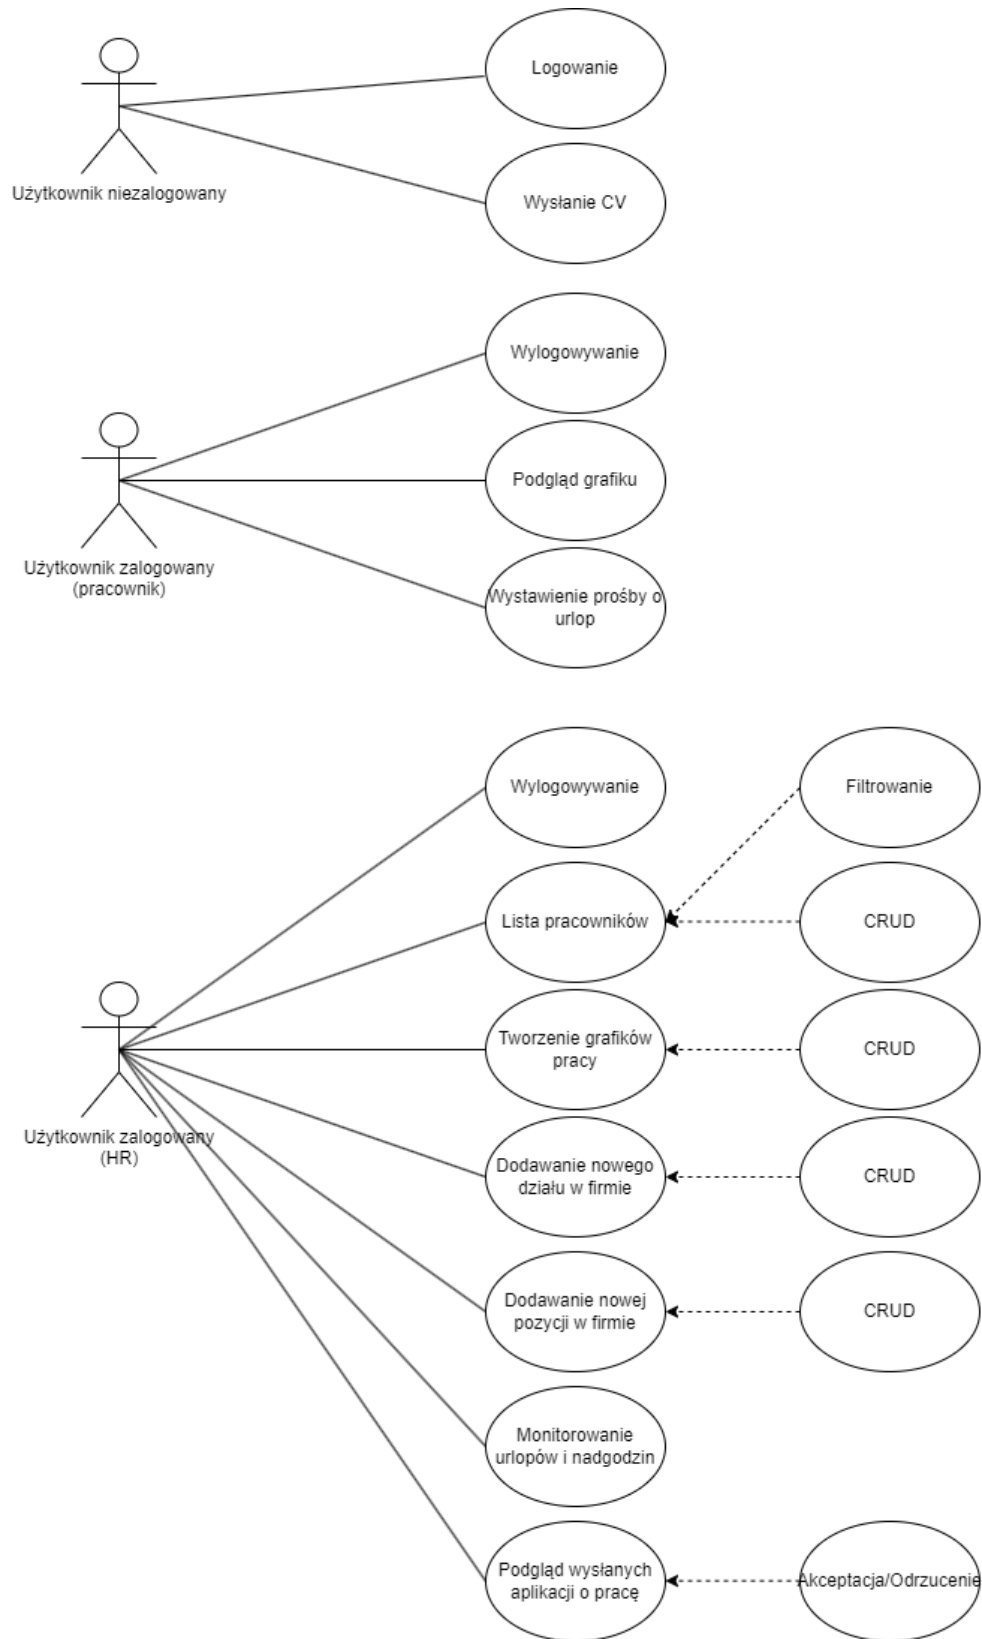 Logowanie
Wysłanie CV
Użytkownik niezalogowany
Wylogowywanie
Podgląd grafiku
Wystawienie prośby o
urlop
Użytkownik zalogowany
(pracownik)
Wylogowywanie
Filtrowanie
Lista pracowników
CRUD
Tworzenie grafików
pracy
CRUD
Użytkownik zalogowany
(HR)
Dodawanie nowego
działu w firmie
CRUD
Dodawanie nowej
pozycji w firmie
CRUD
Monitorowanie
urlopów i nadgodzin
Podgląd wysłanych
aplikacji o pracę
Akceptacja/Odrzucenie